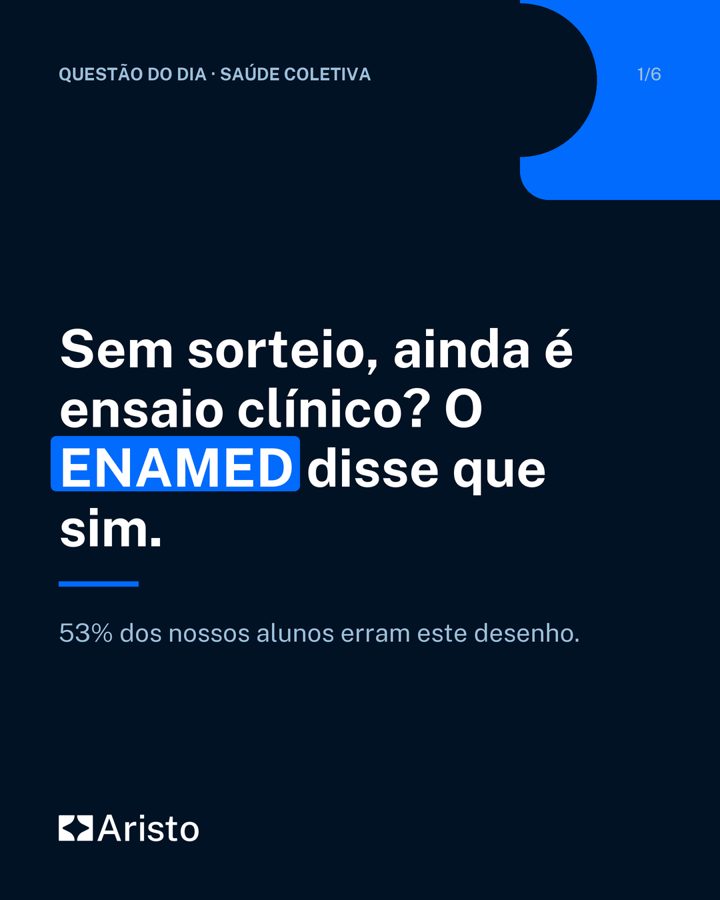 QUESTÃO DO DIA · SAÚDE COLETIVA
1/6
Sem sorteio, ainda é
ensaio clínico? O
ENAMED disse que
sim.
53% dos nossos alunos erram este desenho.
Aristo